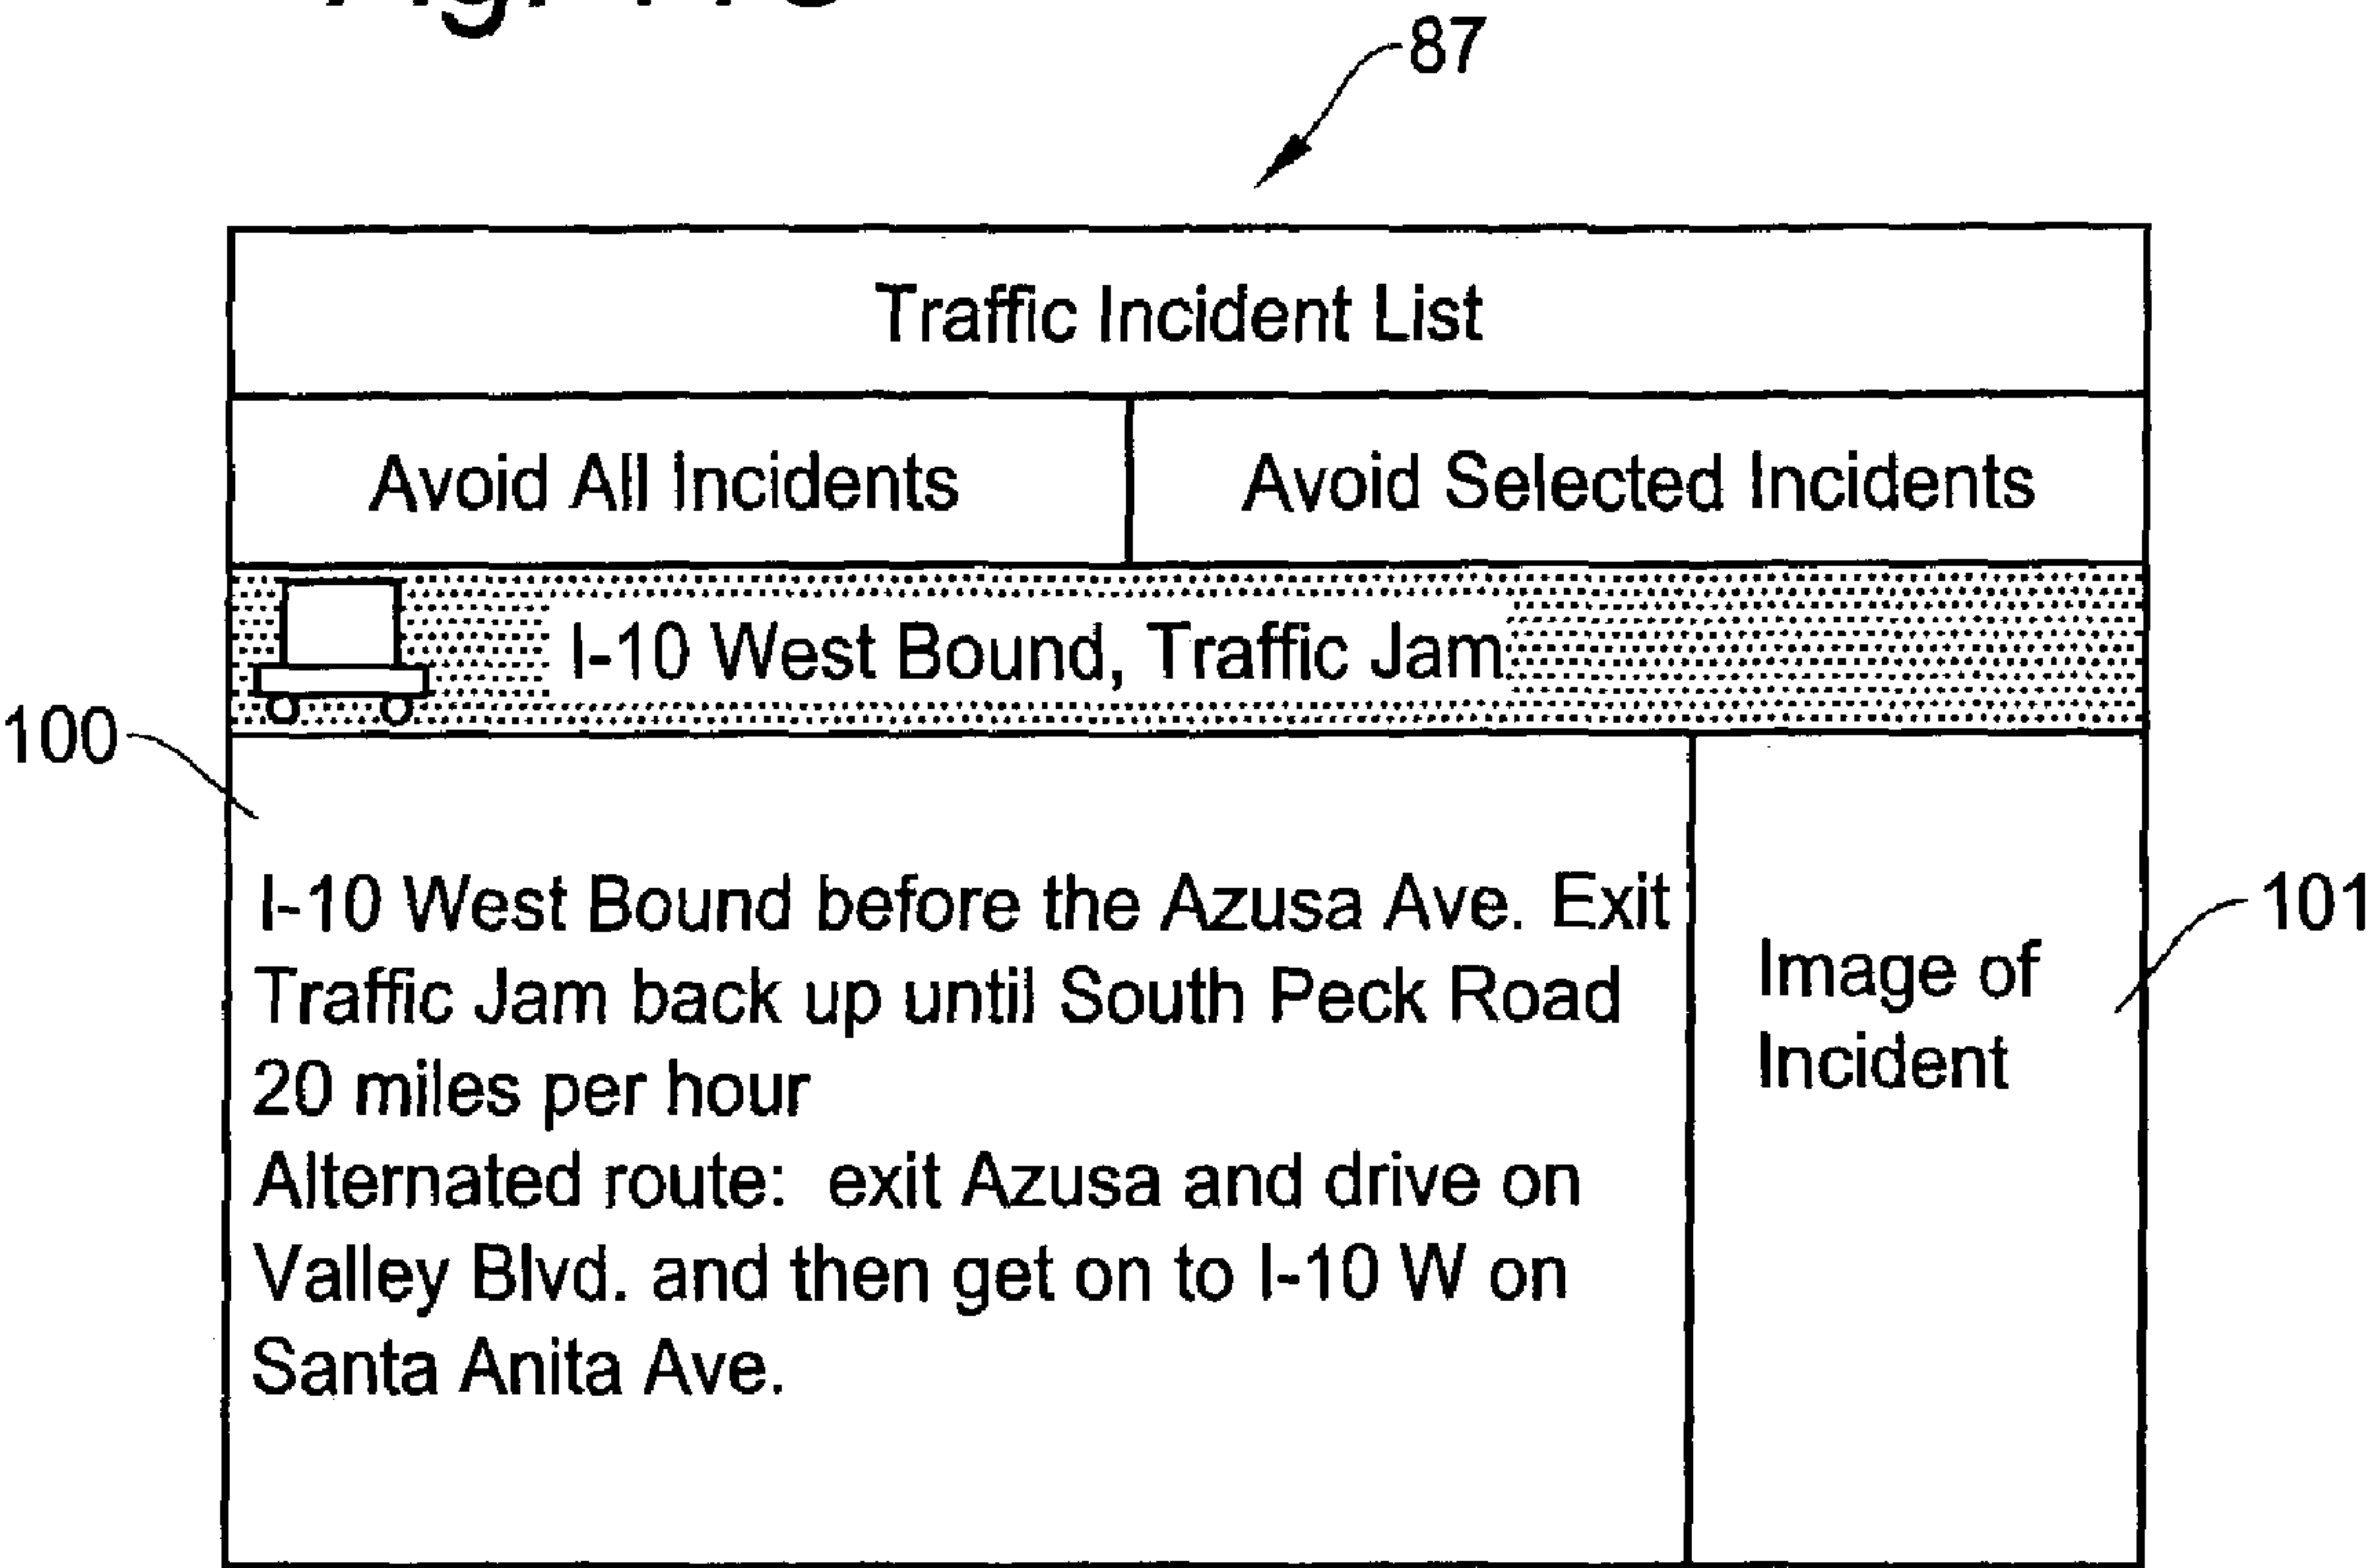 87
Traffic Incident List
Avoid All Incidents
Avoid Selected Incidents
I-10 West Bound, Traffic Jam
100
I-10 West Bound before the Azusa Ave. Exit
Traffic Jam back up until South Peck Road
20 miles per hour
Alternated route: exit Azusa and drive on
Valley Blvd. and then get on to I-10 W on
Santa Anita Ave.
Image of
Incident
101